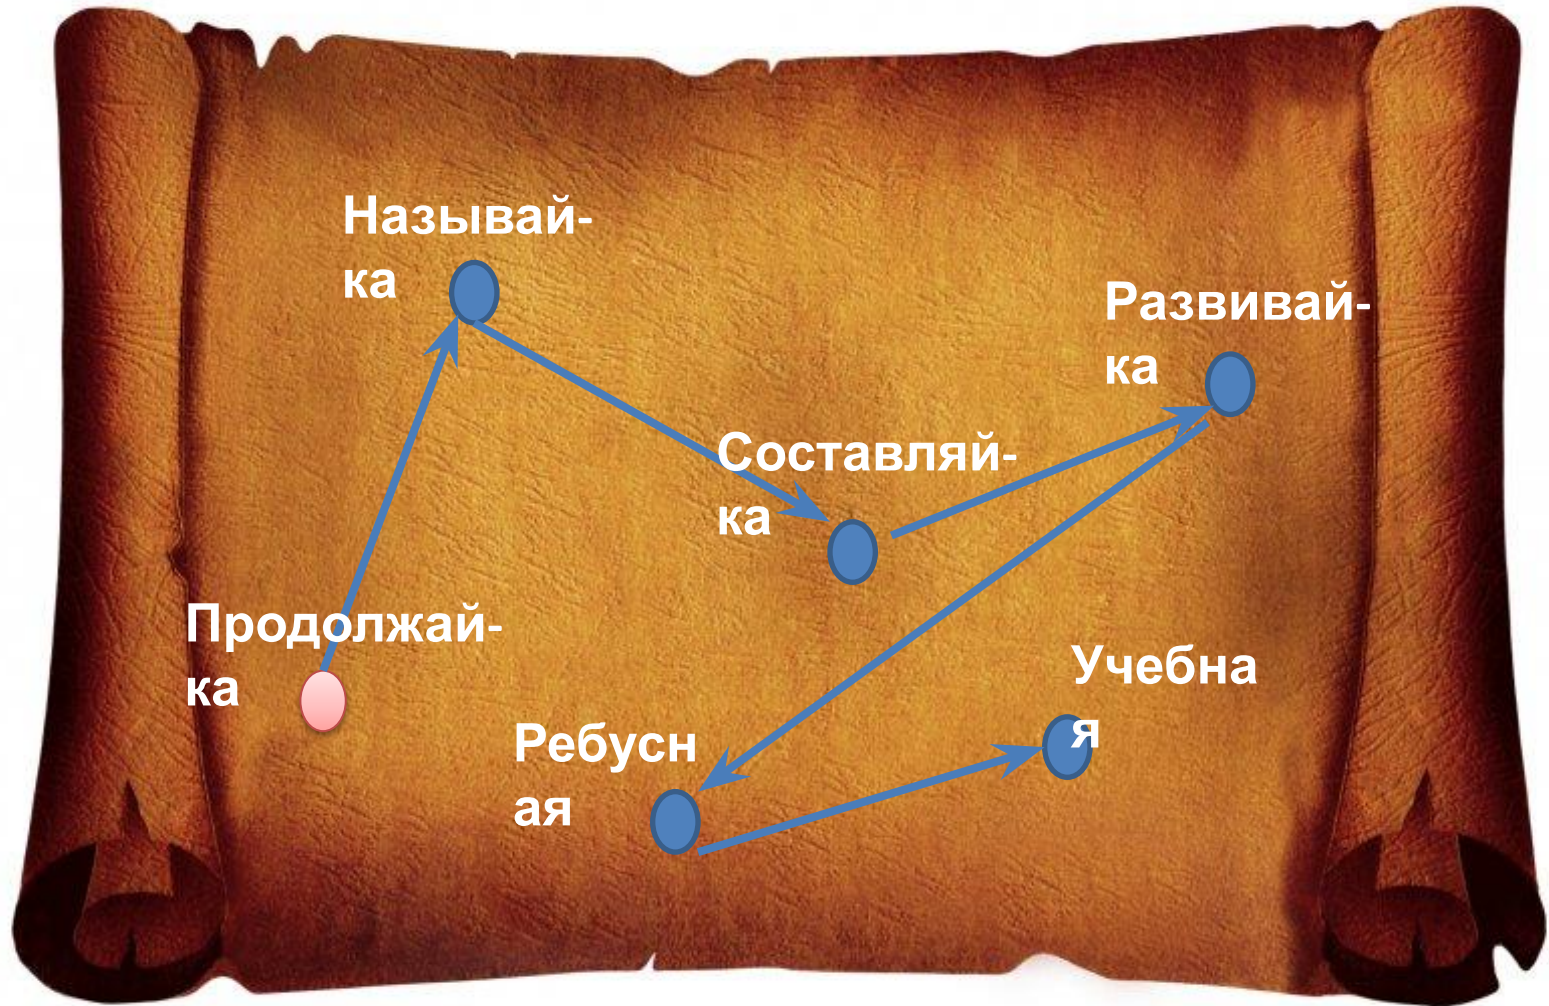 Называй-
ка
Развивай-
ка
Составляй-
ка
Продолжай-
ка
Учебна
я
Ребусн
ая